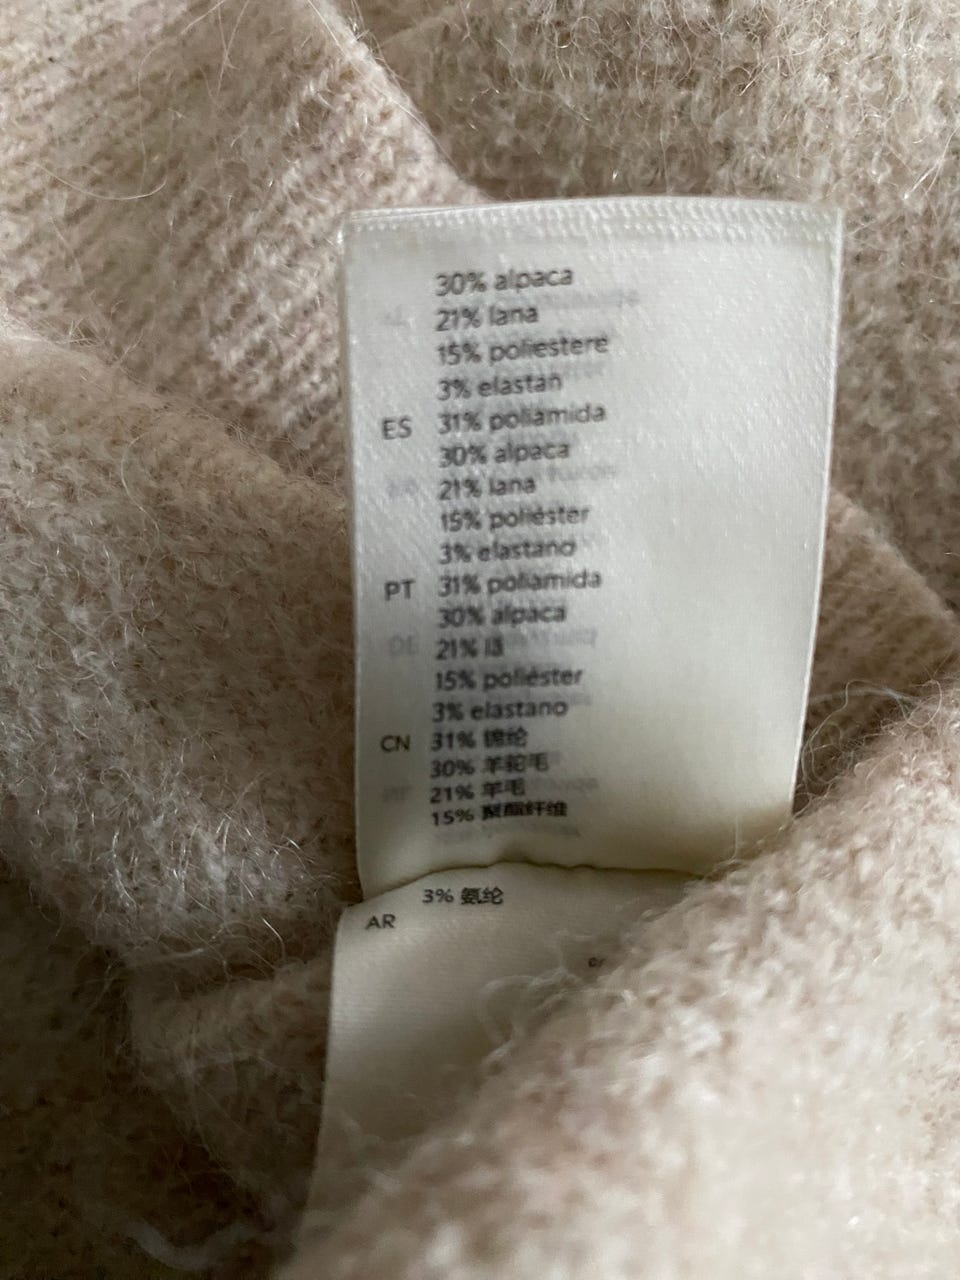 30% alpaca
21% lana
15% poliestere
3% elastan
ES 31% poliamida
30% alpaca
21% lana
15% poliéster
3% elastano
PT 31% poliamida
30% alpaca
21% lã
15% poliéster
3% elastano
CN 31% 锦纶
30% 羊驼毛
21% 羊毛
15% 聚酯纤维
3% 氨纶
AR